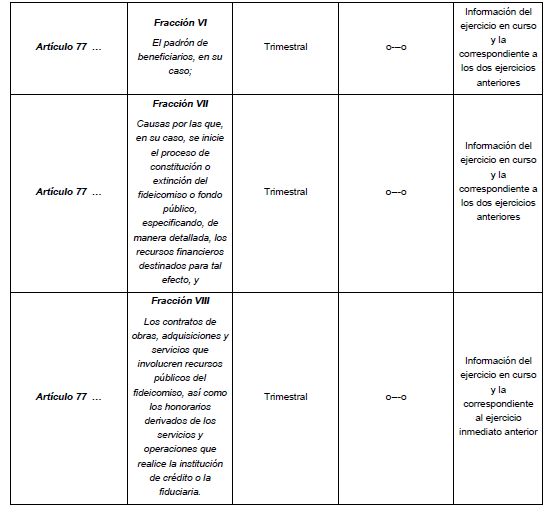 Artículo 77 ...
Fracción VI
El padrón de
beneficiarios, en su
caso;
Trimestral
o---o
Información del
ejercicio en curso
y la
correspondiente a
los dos ejercicios
anteriores
Artículo 77 ...
Fracción VII
Causas por las que,
en su caso, se inicie
el proceso de
constitución o
extinción del
fideicomiso o fondo
público,
especificando, de
manera detallada, los
recursos financieros
destinados para tal
efecto, y
Trimestral
o---o
Información del
ejercicio en curso
y la
correspondiente a
los dos ejercicios
anteriores
Artículo 77 ...
Fracción VIII
Los contratos de
obras, adquisiciones y
servicios que
involucren recursos
públicos del
fideicomiso, así como
los honorarios
derivados de los
servicios y
operaciones que
realice la institución
de crédito o la
fiduciaria.
Trimestral
o---o
Información del
ejercicio en curso
y la
correspondiente
al ejercicio
inmediato anterior